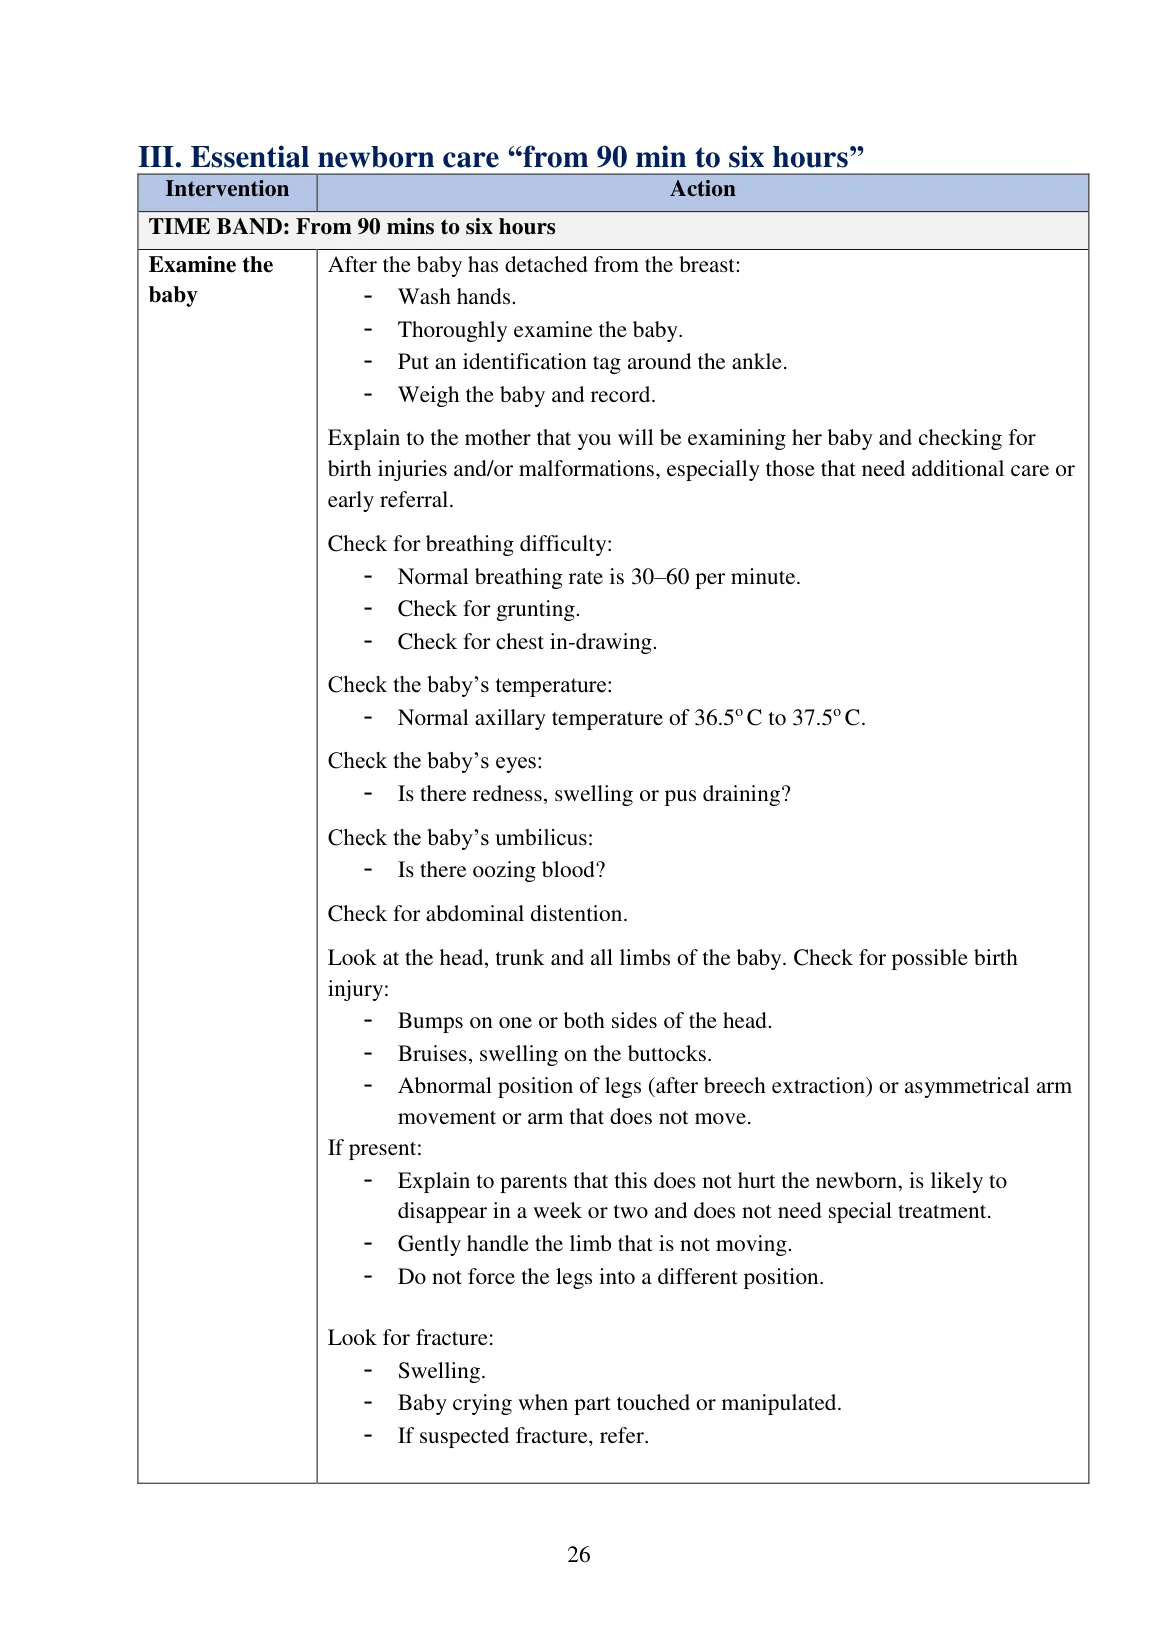 III. Essential newborn care “from 90 min to six hours”
Intervention Action
TIME BAND: From 90 mins to six hours
Examine the
baby
After the baby has detached from the breast:
- Wash hands.
- Thoroughly examine the baby.
- Put an identification tag around the ankle.
- Weigh the baby and record.
Explain to the mother that you will be examining her baby and checking for
birth injuries and/or malformations, especially those that need additional care or
early referral.
Check for breathing difficulty:
- Normal breathing rate is 30–60 per minute.
- Check for grunting.
- Check for chest in-drawing.
Check the baby’s temperature:
- Normal axillary temperature of 36.5º C to 37.5º C.
Check the baby’s eyes:
- Is there redness, swelling or pus draining?
Check the baby’s umbilicus:
- Is there oozing blood?
Check for abdominal distention.
Look at the head, trunk and all limbs of the baby. Check for possible birth
injury:
- Bumps on one or both sides of the head.
- Bruises, swelling on the buttocks.
- Abnormal position of legs (after breech extraction) or asymmetrical arm
movement or arm that does not move.
If present:
- Explain to parents that this does not hurt the newborn, is likely to
disappear in a week or two and does not need special treatment.
- Gently handle the limb that is not moving.
- Do not force the legs into a different position.
Look for fracture:
- Swelling.
- Baby crying when part touched or manipulated.
- If suspected fracture, refer.
26